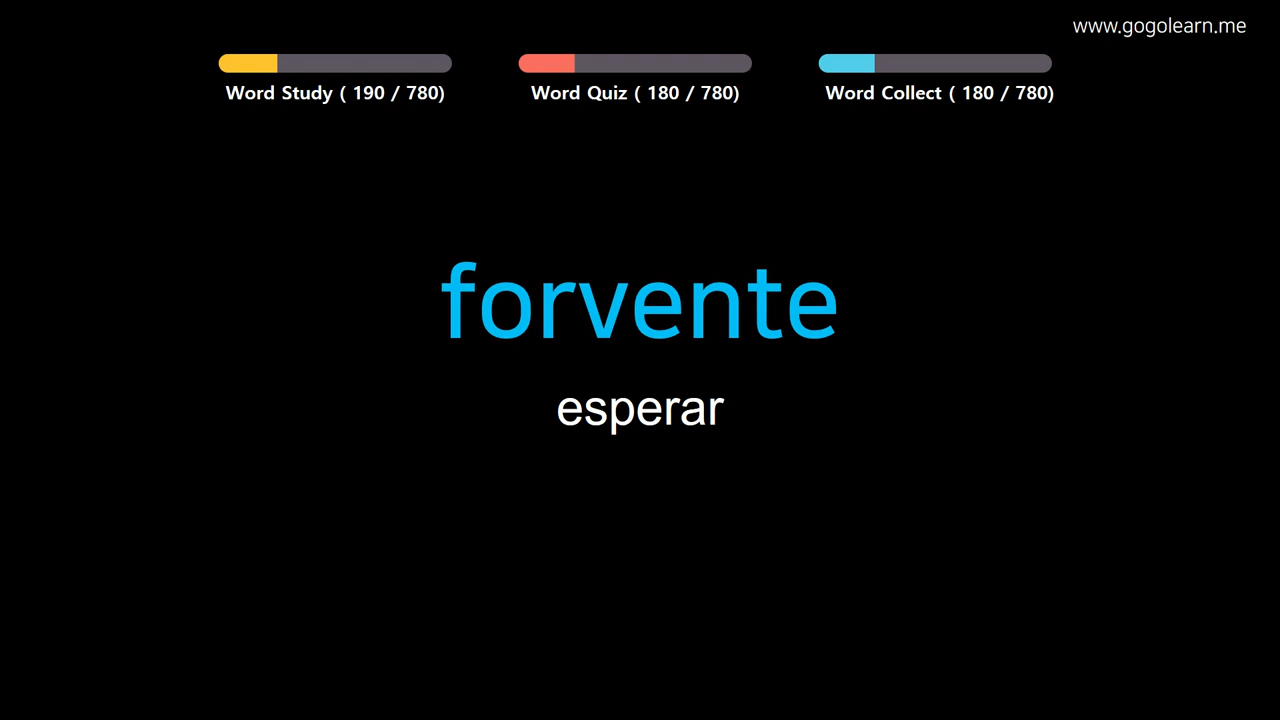 www.gogolearn.me
Word Study ( 190 / 780)
Word Quiz ( 180 / 780)
Word Collect ( 180 / 780)
forvente
esperar